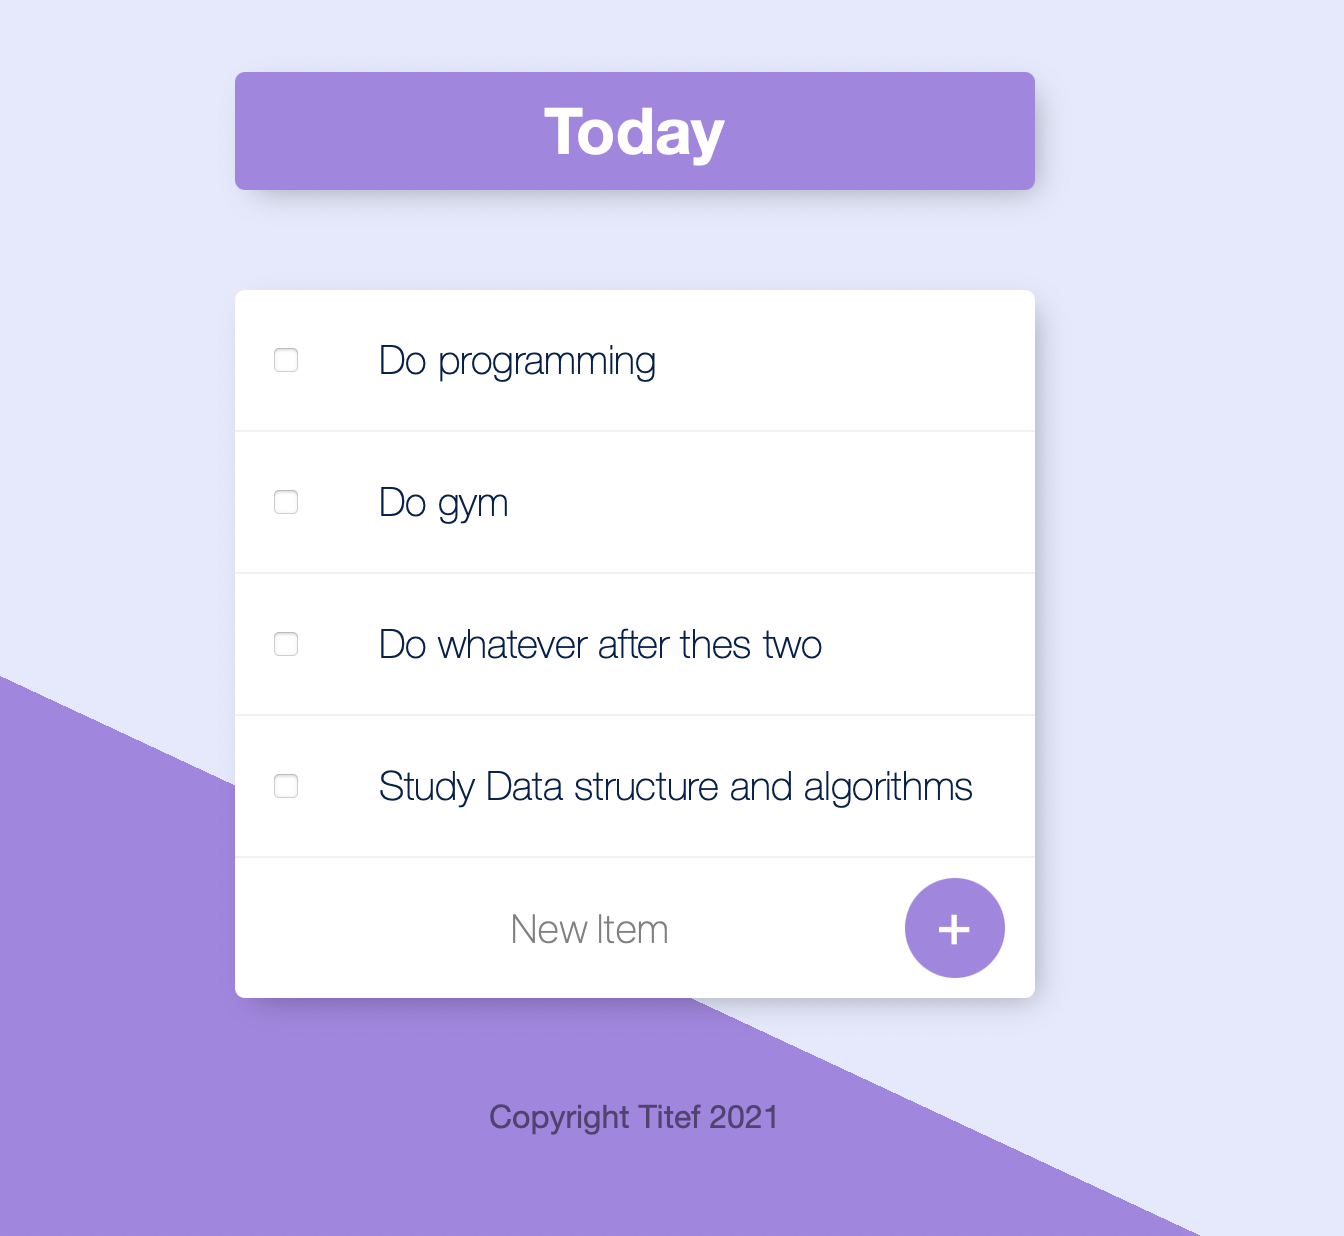 Today
Do programming
Do gym
Do whatever after thes two
Study Data structure and algorithms
New Item
+
Copyright Titef 2021